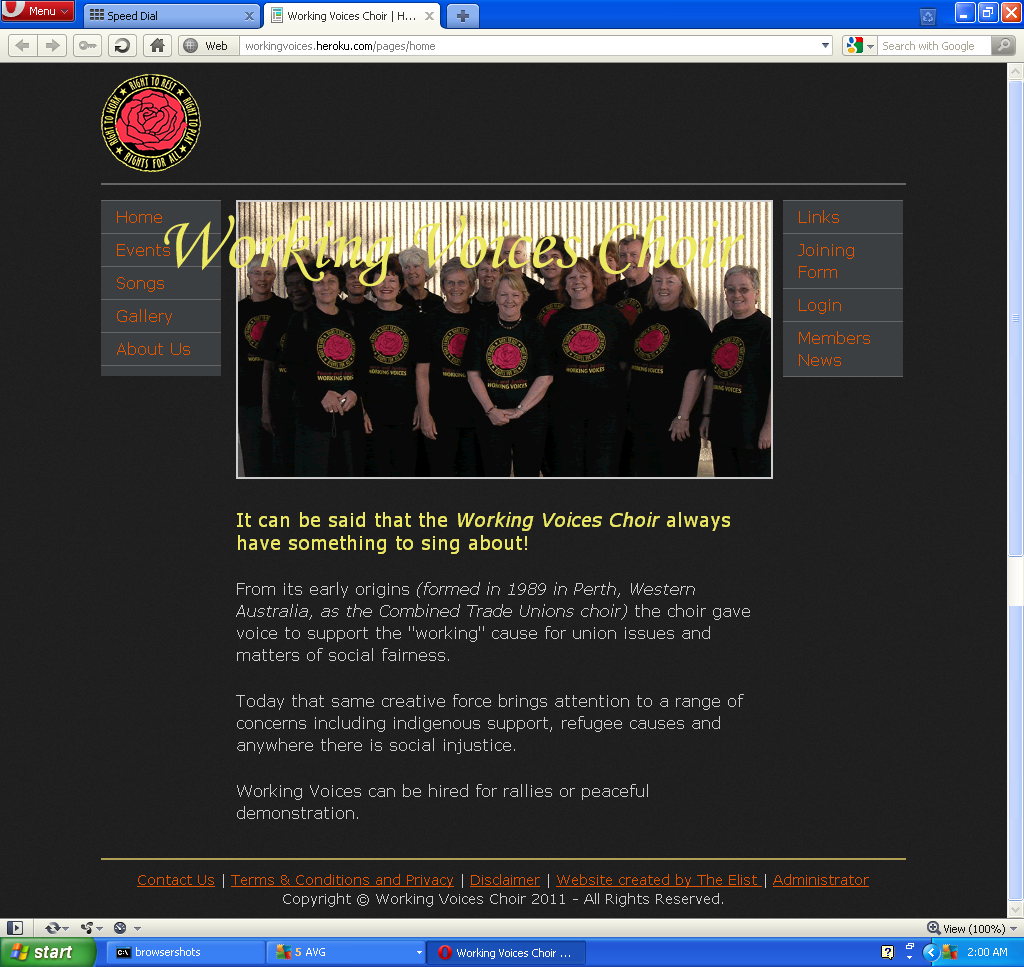 Menu
Speed Dial
Working Voices Choir | H...
Web
workingvoices.heroku.com/pages/home
Search with Google
RIGHT TO WORK ★ RIGHT TO REST ★ RIGHT TO PLAY ★ RIGHTS FOR ALL ★
Working Voices Choir
Home
Events
Songs
Gallery
About Us
WORKING VOICES
Links
Joining
Form
Login
Members
News
It can be said that the Working Voices Choir always
have something to sing about!
From its early origins (formed in 1989 in Perth, Western
Australia, as the Combined Trade Unions choir) the choir gave
voice to support the "working" cause for union issues and
matters of social fairness.
Today that same creative force brings attention to a range of
concerns including indigenous support, refugee causes and
anywhere there is social injustice.
Working Voices can be hired for rallies or peaceful
demonstration.
Contact Us | Terms & Conditions and Privacy | Disclaimer | Website created by The Elist | Administrator
Copyright © Working Voices Choir 2011 - All Rights Reserved.
View (100%)
start
browsershots
5 AVG
Working Voices Choir ...
2:00 AM